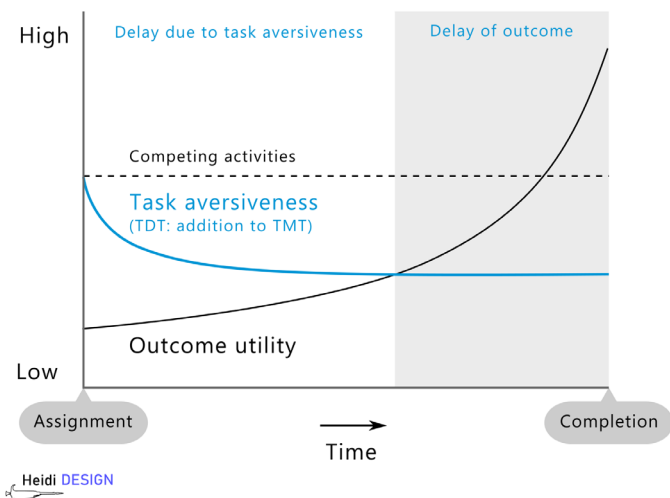 High
Delay due to task aversiveness
Delay of outcome
Competing activities
Task aversiveness
(TDT: addition to TMT)
Outcome utility
Low
Assignment
Completion
Time
Heidi DESIGN